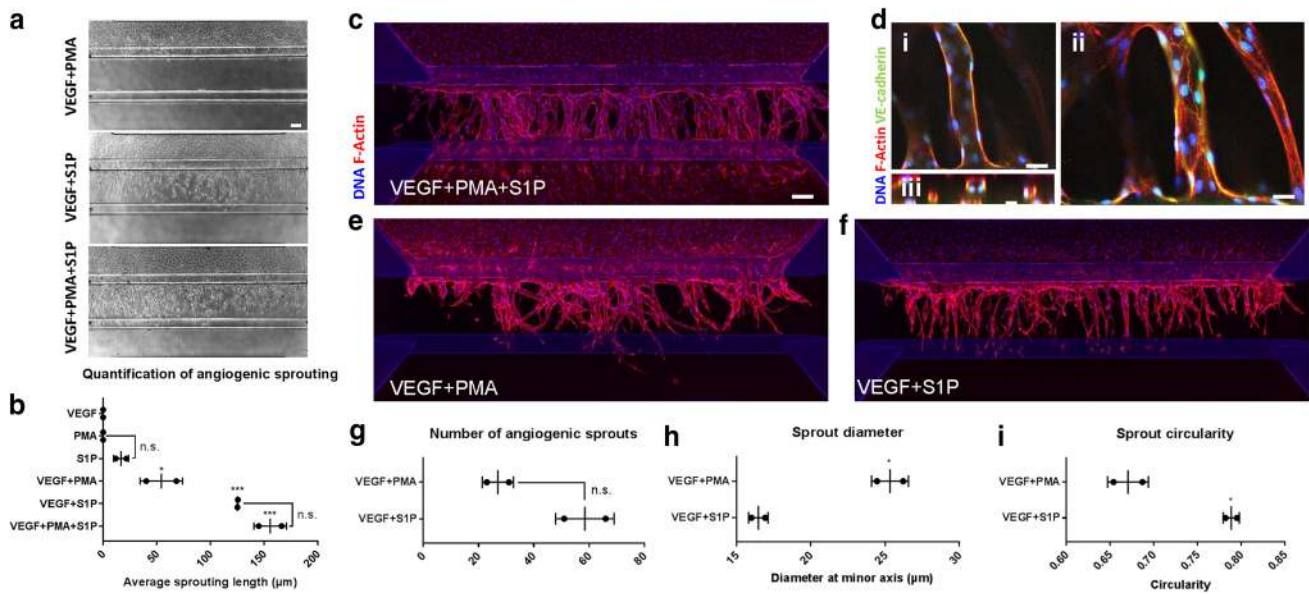 a
VEGF+PMA
VEGF+S1P
VEGF+PMA+S1P
Quantification of angiogenic sprouting
b
VEGF
PMA
S1P
VEGF+PMA
VEGF+S1P
VEGF+PMA+S1P
n.s.
*
***
***
n.s.
0
50
100
150
200
Average sprouting length (µm)
c
DNA F-Actin
VEGF+PMA+S1P
d
DNA F-Actin VE-cadherin
i
ii
iii
e
VEGF+PMA
f
VEGF+S1P
g
Number of angiogenic sprouts
VEGF+PMA
VEGF+S1P
n.s.
0
20
40
60
80
h
Sprout diameter
VEGF+PMA
VEGF+S1P
*
15
20
25
30
Diameter at minor axis (µm)
i
Sprout circularity
VEGF+PMA
VEGF+S1P
*
0.60
0.65
0.70
0.75
0.80
0.85
Circularity